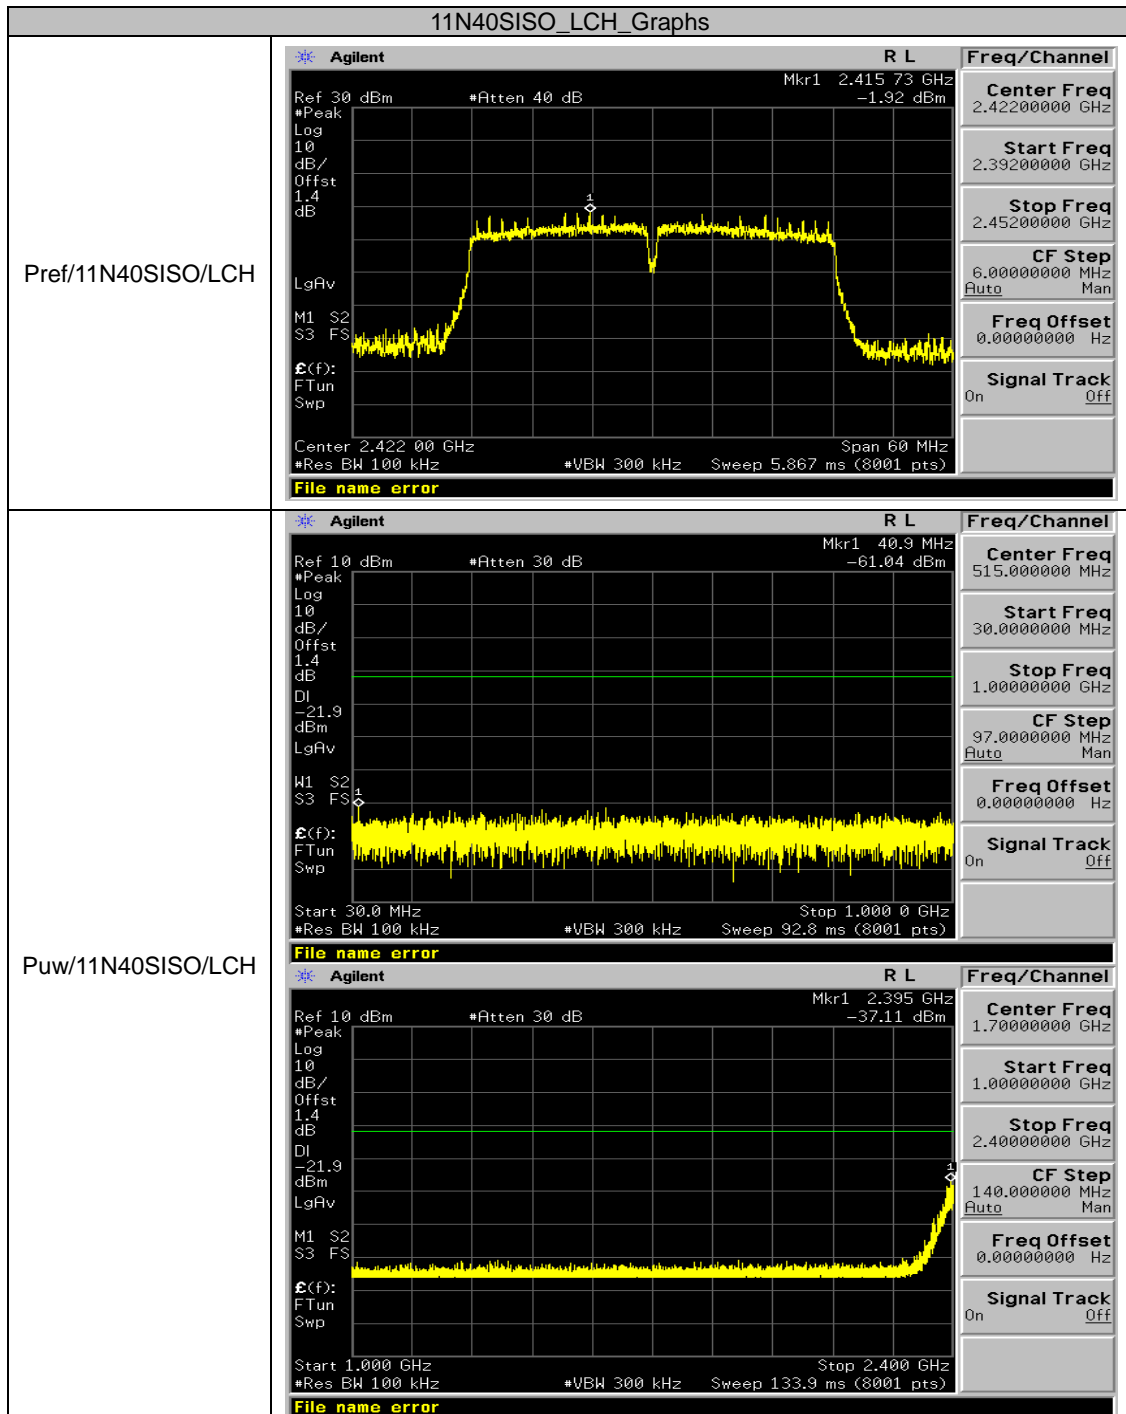 11N40SISO_LCH_Graphs
Pref/11N40SISO/LCH
Agilent R L
Mkr1 2.415 73 GHz
Ref 30 dBm #Atten 40 dB −1.92 dBm
#Peak
Log
10
dB/
Offst
1.4
dB
1
LgAv
M1 S2
S3 FS
£(f):
FTun
Swp
Center 2.422 00 GHz Span 60 MHz
#Res BW 100 kHz #VBW 300 kHz Sweep 5.867 ms (8001 pts)
File name error
Freq/Channel
Center Freq
2.42200000 GHz
Start Freq
2.39200000 GHz
Stop Freq
2.45200000 GHz
CF Step
6.00000000 MHz
Auto Man
Freq Offset
0.00000000 Hz
Signal Track
On Off
Puw/11N40SISO/LCH
Agilent R L
Mkr1 40.9 MHz
Ref 10 dBm #Atten 30 dB −61.04 dBm
#Peak
Log
10
dB/
Offst
1.4
dB
DI
−21.9
dBm
LgAv
W1 S2
S3 FS
1
£(f):
FTun
Swp
Start 30.0 MHz Stop 1.000 0 GHz
#Res BW 100 kHz #VBW 300 kHz Sweep 92.8 ms (8001 pts)
File name error
Freq/Channel
Center Freq
515.000000 MHz
Start Freq
30.0000000 MHz
Stop Freq
1.00000000 GHz
CF Step
97.0000000 MHz
Auto Man
Freq Offset
0.00000000 Hz
Signal Track
On Off
Agilent R L
Mkr1 2.395 GHz
Ref 10 dBm #Atten 30 dB −37.11 dBm
#Peak
Log
10
dB/
Offst
1.4
dB
DI
−21.9
dBm
LgAv
1
M1 S2
S3 FS
£(f):
FTun
Swp
Start 1.000 GHz Stop 2.400 GHz
#Res BW 100 kHz #VBW 300 kHz Sweep 133.9 ms (8001 pts)
File name error
Freq/Channel
Center Freq
1.70000000 GHz
Start Freq
1.00000000 GHz
Stop Freq
2.40000000 GHz
CF Step
140.000000 MHz
Auto Man
Freq Offset
0.00000000 Hz
Signal Track
On Off